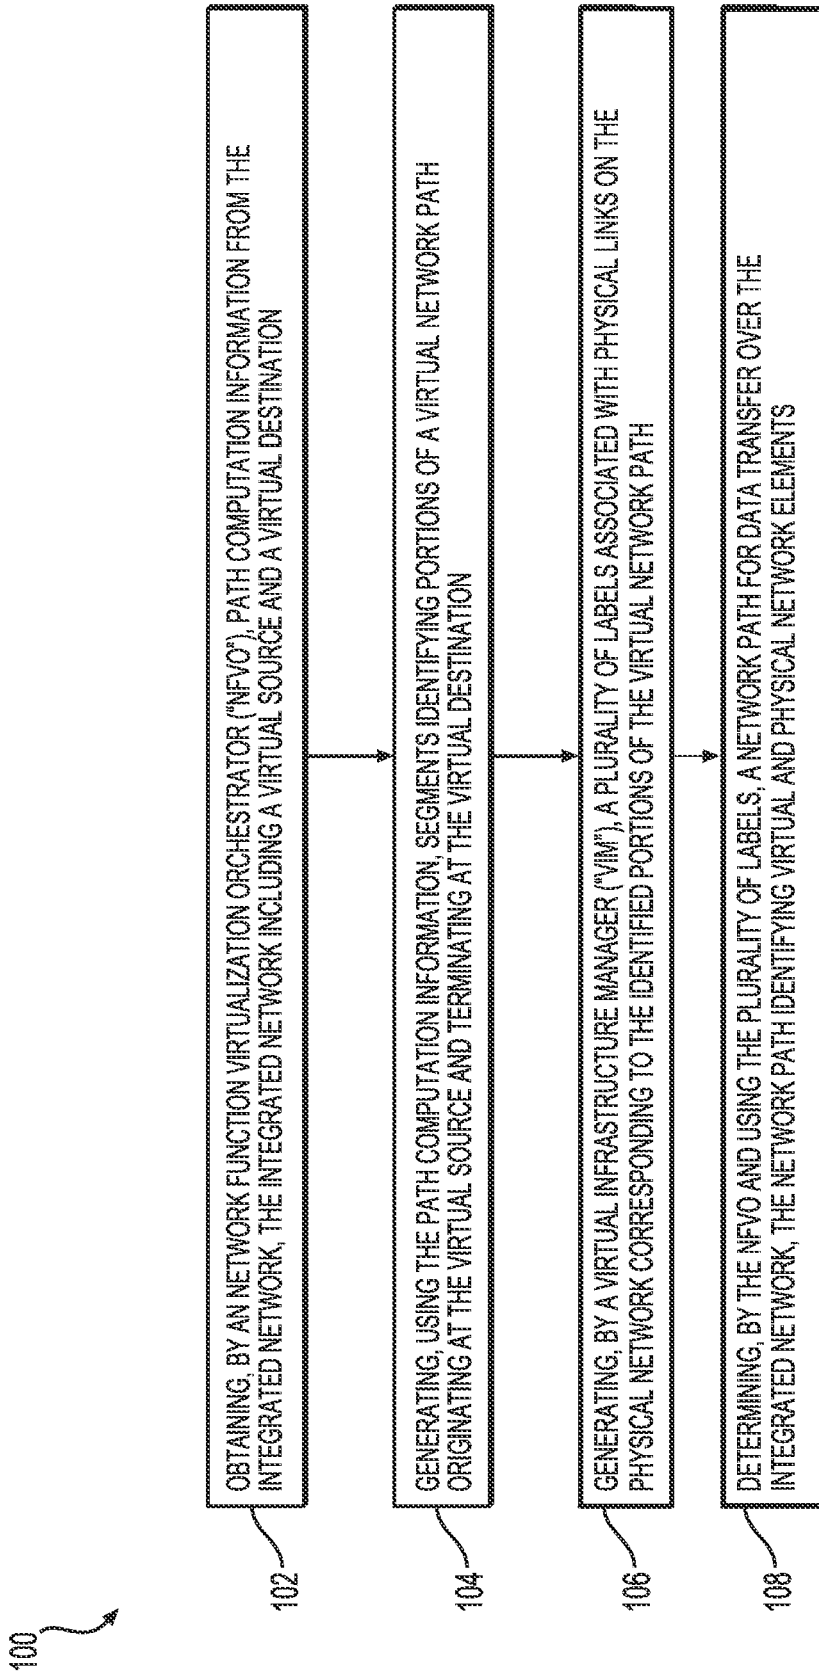 100
102
OBTAINING, BY AN NETWORK FUNCTION VIRTUALIZATION ORCHESTRATOR ("NFVO"), PATH COMPUTATION INFORMATION FROM THE
INTEGRATED NETWORK, THE INTEGRATED NETWORK INCLUDING A VIRTUAL SOURCE AND A VIRTUAL DESTINATION
104
GENERATING, USING THE PATH COMPUTATION INFORMATION, SEGMENTS IDENTIFYING PORTIONS OF A VIRTUAL NETWORK PATH
ORIGINATING AT THE VIRTUAL SOURCE AND TERMINATING AT THE VIRTUAL DESTINATION
106
GENERATING, BY A VIRTUAL INFRASTRUCTURE MANAGER ("VIM"), A PLURALITY OF LABELS ASSOCIATED WITH PHYSICAL LINKS ON THE
PHYSICAL NETWORK CORRESPONDING TO THE IDENTIFIED PORTIONS OF THE VIRTUAL NETWORK PATH
108
DETERMINING, BY THE NFVO AND USING THE PLURALITY OF LABELS, A NETWORK PATH FOR DATA TRANSFER OVER THE
INTEGRATED NETWORK, THE NETWORK PATH IDENTIFYING VIRTUAL AND PHYSICAL NETWORK ELEMENTS